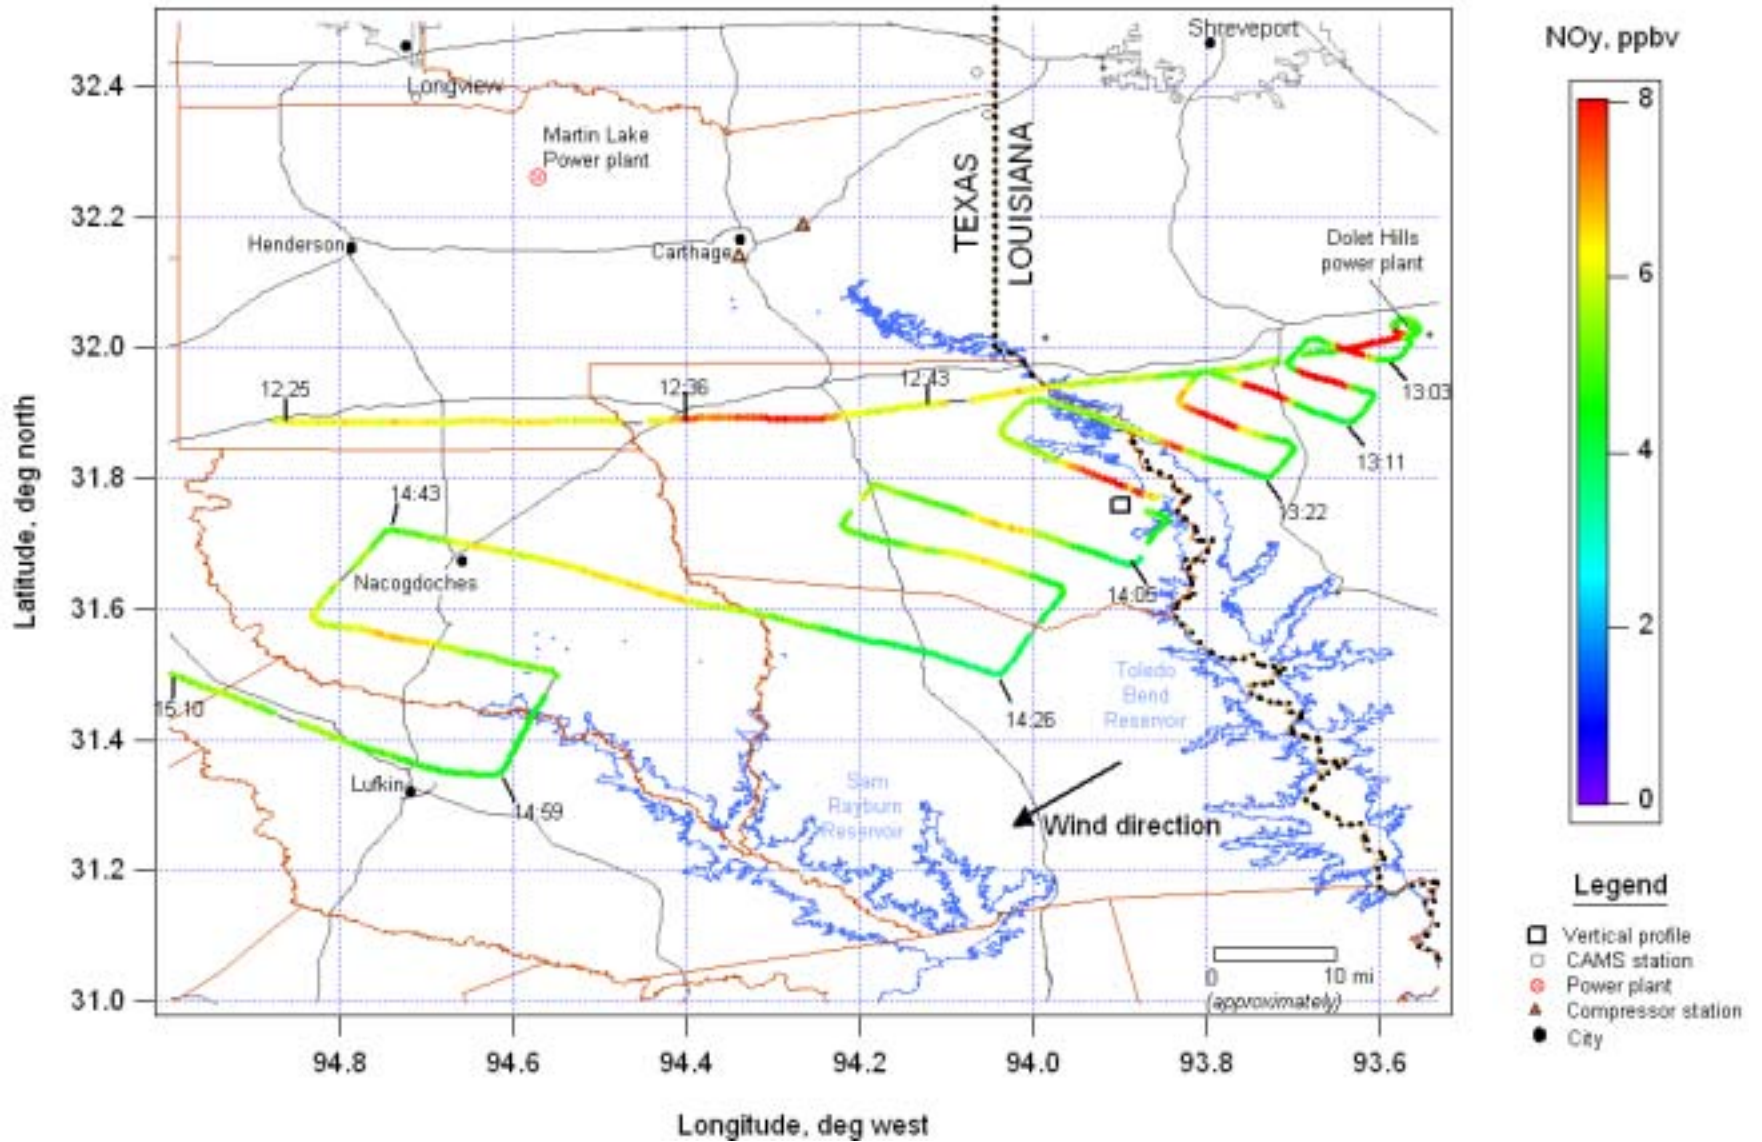 Shreveport
NOy, ppbv
Longview
Martin Lake
Power plant
TEXAS
LOUISIANA
Henderson
Carthage
Dolet Hills
power plant
12:25
12:36
12:43
13:03
13:11
3:22
14:43
Nacogdoches
14:05
Toledo
Bend
Reservoir
15:10
14:26
Lufkin
14:59
Sam
Rayburn
Reservoir
Wind direction
0 10 mi
(approximately)
32.4
32.2
32.0
31.8
31.6
31.4
31.2
31.0
Latitude, deg north
94.8 94.6 94.4 94.2 94.0 93.8 93.6
Longitude, deg west
8
6
4
2
0
Legend
Vertical profile
CAMS station
Power plant
Compressor station
City